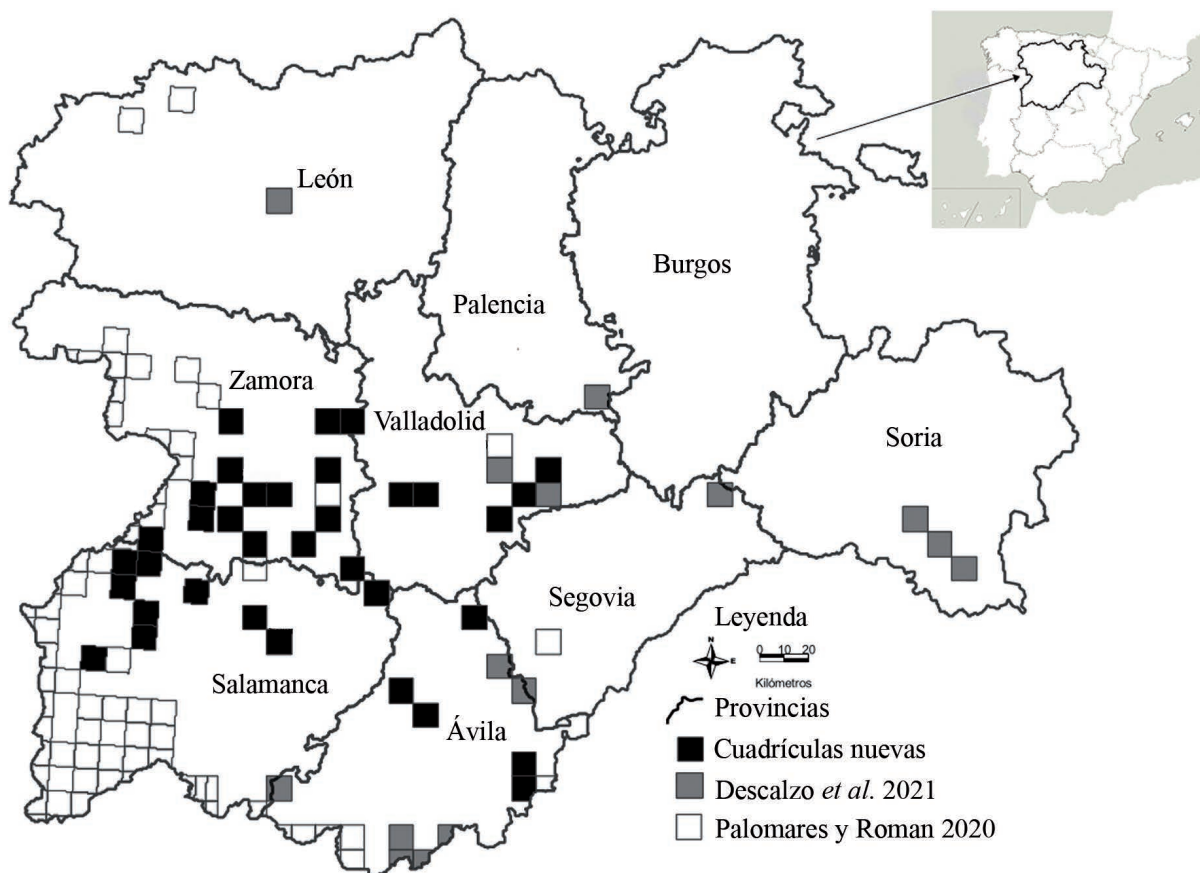 León
Burgos
Palencia
Zamora
Valladolid
Soria
Segovia
Leyenda
N
E
0 10 20
Kilómetros
Salamanca
Ávila
Provincias
Cuadrículas nuevas
Descalzo et al. 2021
Palomares y Roman 2020